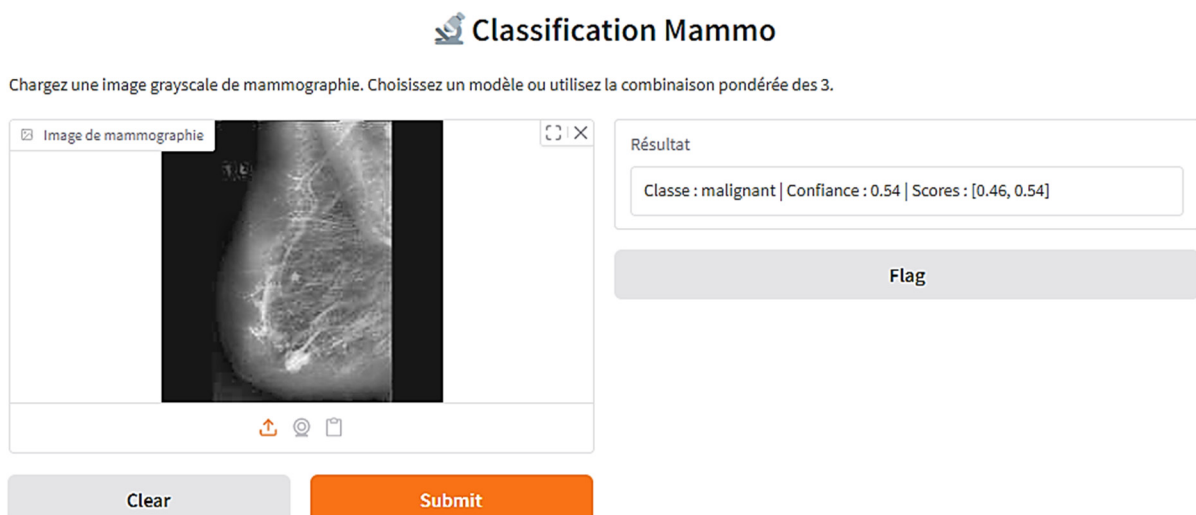 Classification Mammo
Chargez une image grayscale de mammographie. Choisissez un modèle ou utilisez la combinaison pondérée des 3.
Image de mammographie
Résultat
Classe : malignant | Confiance : 0.54 | Scores : [0.46, 0.54]
Flag
Clear
Submit